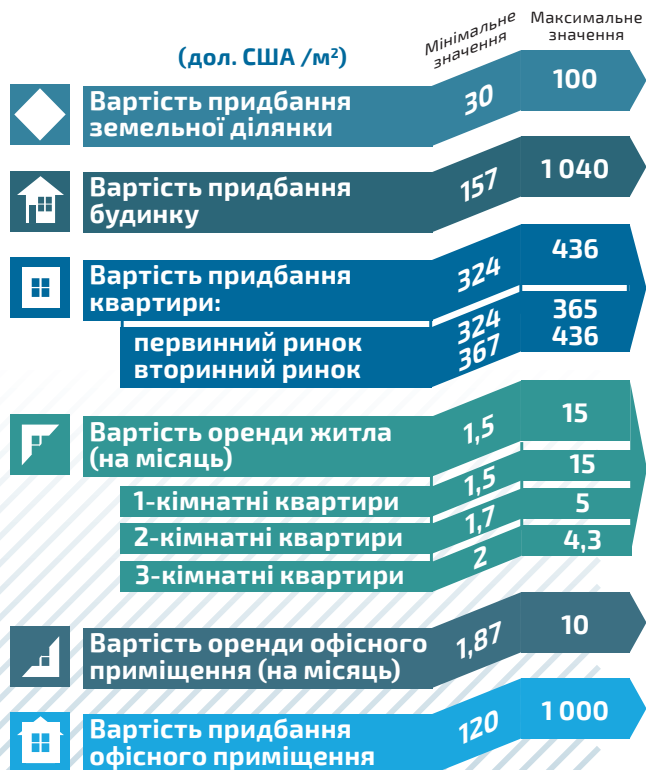 (дол. США /м²)
Мінімальне
значення
Максимальне
значення
Вартість придбання
земельної ділянки
30
100
Вартість придбання
будинку
157
1 040
Вартість придбання
квартири:
324
436
первинний ринок
324
365
вторинний ринок
367
436
Вартість оренди житла
(на місяць)
1,5
15
1-кімнатні квартири
1,5
15
2-кімнатні квартири
1,7
5
3-кімнатні квартири
2
4,3
Вартість оренди офісного
приміщення (на місяць)
1,87
10
Вартість придбання
офісного приміщення
120
1 000